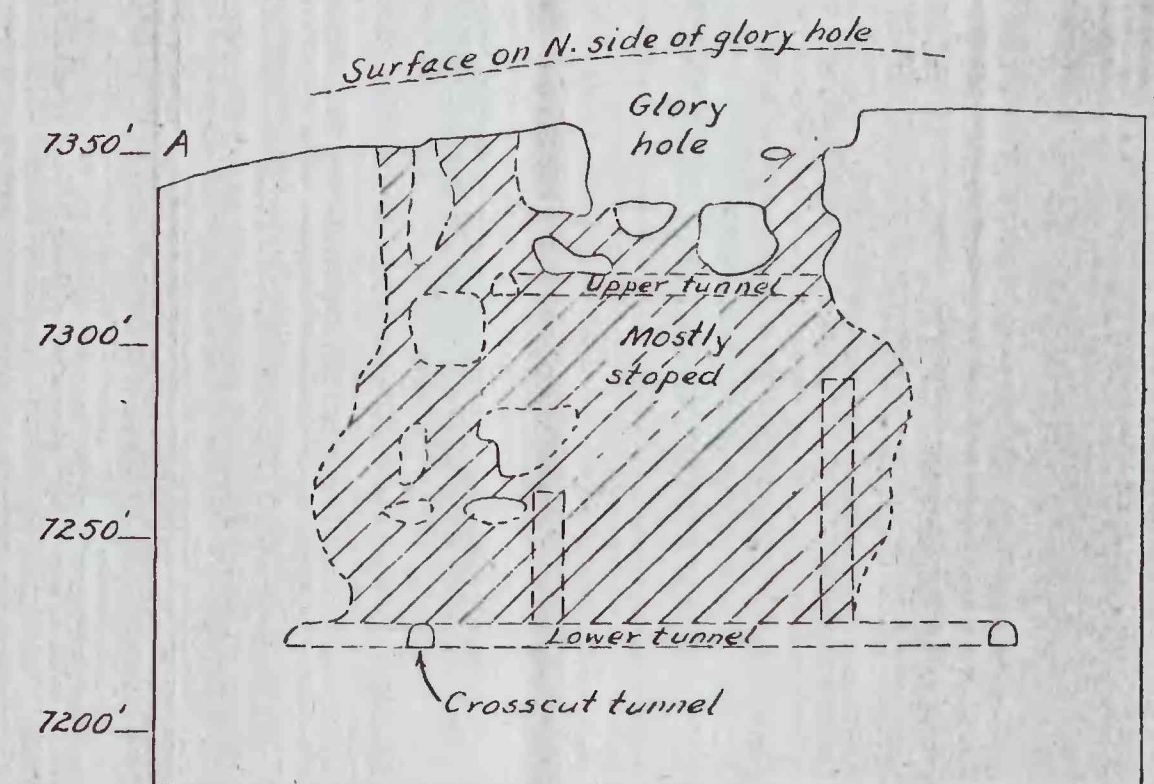 Surface on N. side of glory hole
Glory
hole
7350'
A
Upper tunnel
7300'
Mostly
stoped
7250'
Lower tunnel
Crosscut tunnel
7200'